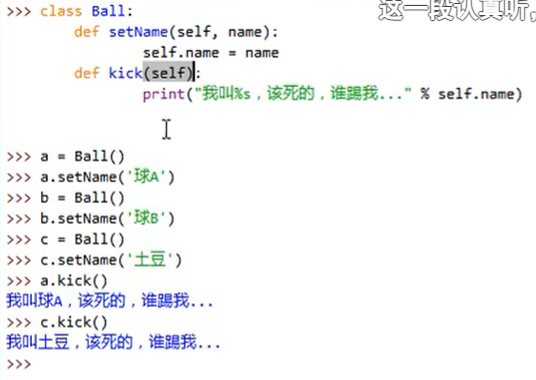 这一段认真听，
>>> class Ball:
        def setName(self, name):
                self.name = name
        def kick(self):
                print("我叫%s，该死的，谁踢我..." % self.name)
>>> a = Ball()
>>> a.setName('球A')
>>> b = Ball()
>>> b.setName('球B')
>>> c = Ball()
>>> c.setName('土豆')
>>> a.kick()
我叫球A，该死的，谁踢我...
>>> c.kick()
我叫土豆，该死的，谁踢我...
>>>